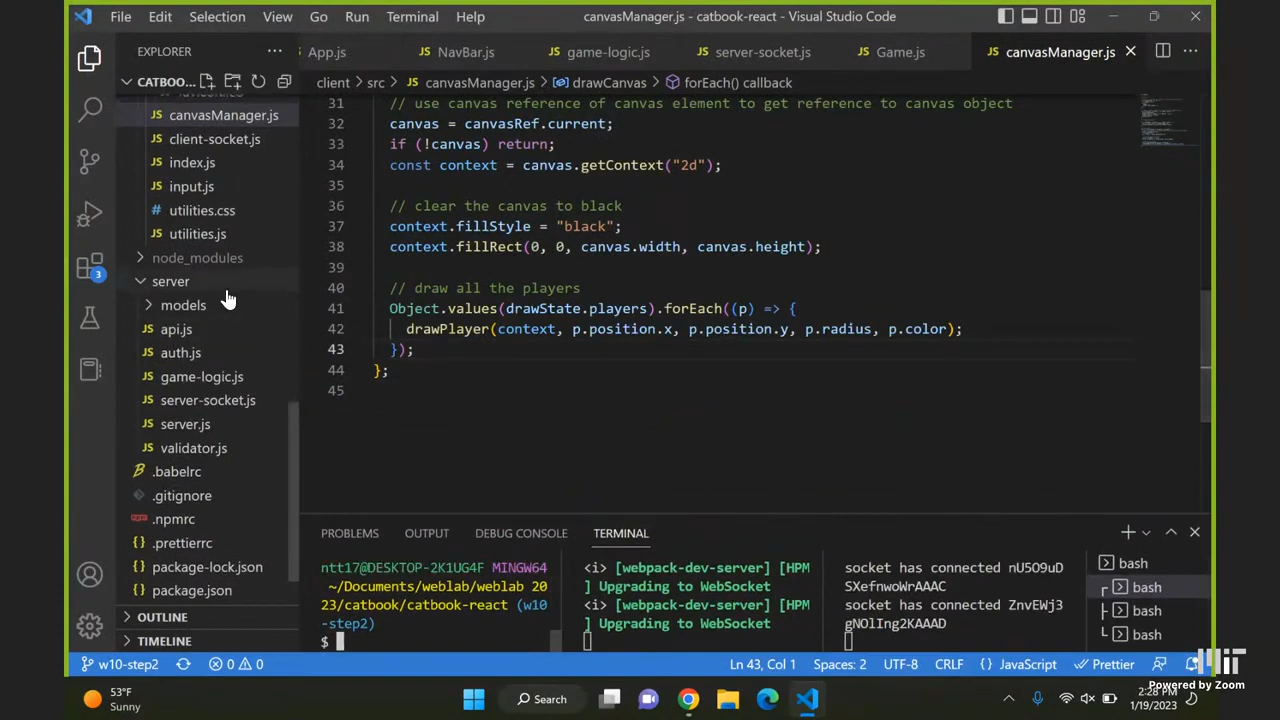 File Edit Selection View Go Run Terminal Help canvasManager.js - catbook-react - Visual Studio Code
EXPLORER
App.js NavBar.js game-logic.js server-socket.js Game.js canvasManager.js
CATBOO...
client > src > canvasManager.js > drawCanvas > forEach() callback
JS canvasManager.js
JS client-socket.js
JS index.js
JS input.js
# utilities.css
JS utilities.js
node_modules
server
models
JS api.js
JS auth.js
JS game-logic.js
JS server-socket.js
JS server.js
JS validator.js
.babelrc
.gitignore
npm .npmrc
{} .prettierrc
{} package-lock.json
{} package.json
OUTLINE
TIMELINE
3
31 // use canvas reference of canvas element to get reference to canvas object
32 canvas = canvasRef.current;
33 if (!canvas) return;
34 const context = canvas.getContext("2d");
35
36 // clear the canvas to black
37 context.fillStyle = "black";
38 context.fillRect(0, 0, canvas.width, canvas.height);
39
40 // draw all the players
41 Object.values(drawState.players).forEach((p) => {
42 drawPlayer(context, p.position.x, p.position.y, p.radius, p.color);
43 });
44 };
45
PROBLEMS OUTPUT DEBUG CONSOLE TERMINAL
ntt17@DESKTOP-2K1UG4F MINGW64
~/Documents/weblab/weblab 20
23/catbook/catbook-react (w10
-step2)
$
<i> [webpack-dev-server] [HPM
] Upgrading to WebSocket
<i> [webpack-dev-server] [HPM
] Upgrading to WebSocket
socket has connected nU5O9uD
SXefnwoWrAAAC
socket has connected ZnvEWj3
gNOlIng2KAAAD
bash
bash
bash
bash
w10-step2 0 0 Ln 43, Col 1 Spaces: 2 UTF-8 CRLF {} JavaScript Prettier
MIT
Powered by Zoom
53°F
Sunny
Search
2:28 PM
1/19/2023